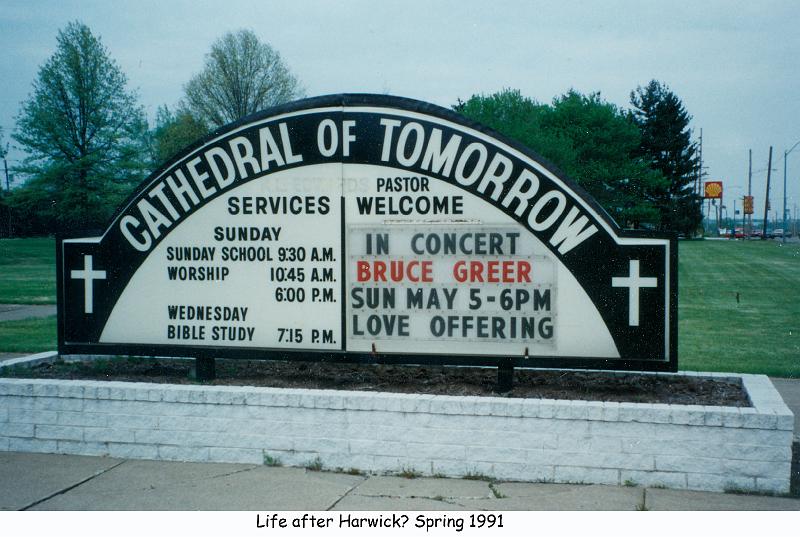 CATHEDRAL OF TOMORROW
SERVICES
SUNDAY
SUNDAY SCHOOL 9:30 A.M.
WORSHIP 10:45 A.M.
6:00 P.M.
WEDNESDAY
BIBLE STUDY 7:15 P.M.
PASTOR
WELCOME
IN CONCERT
BRUCE GREER
SUN MAY 5-6PM
LOVE OFFERING
Life after Harwick? Spring 1991